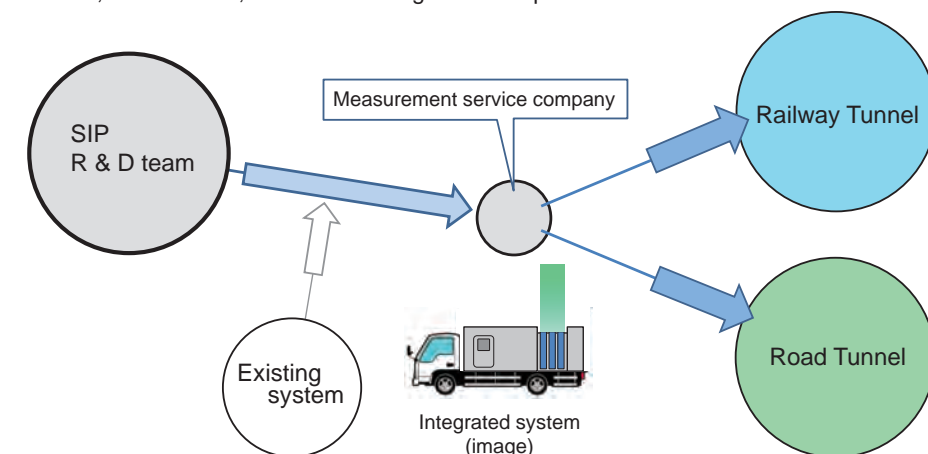 Measurement service company
SIP
R & D team
Railway Tunnel
Existing
system
Road Tunnel
Integrated system
(image)